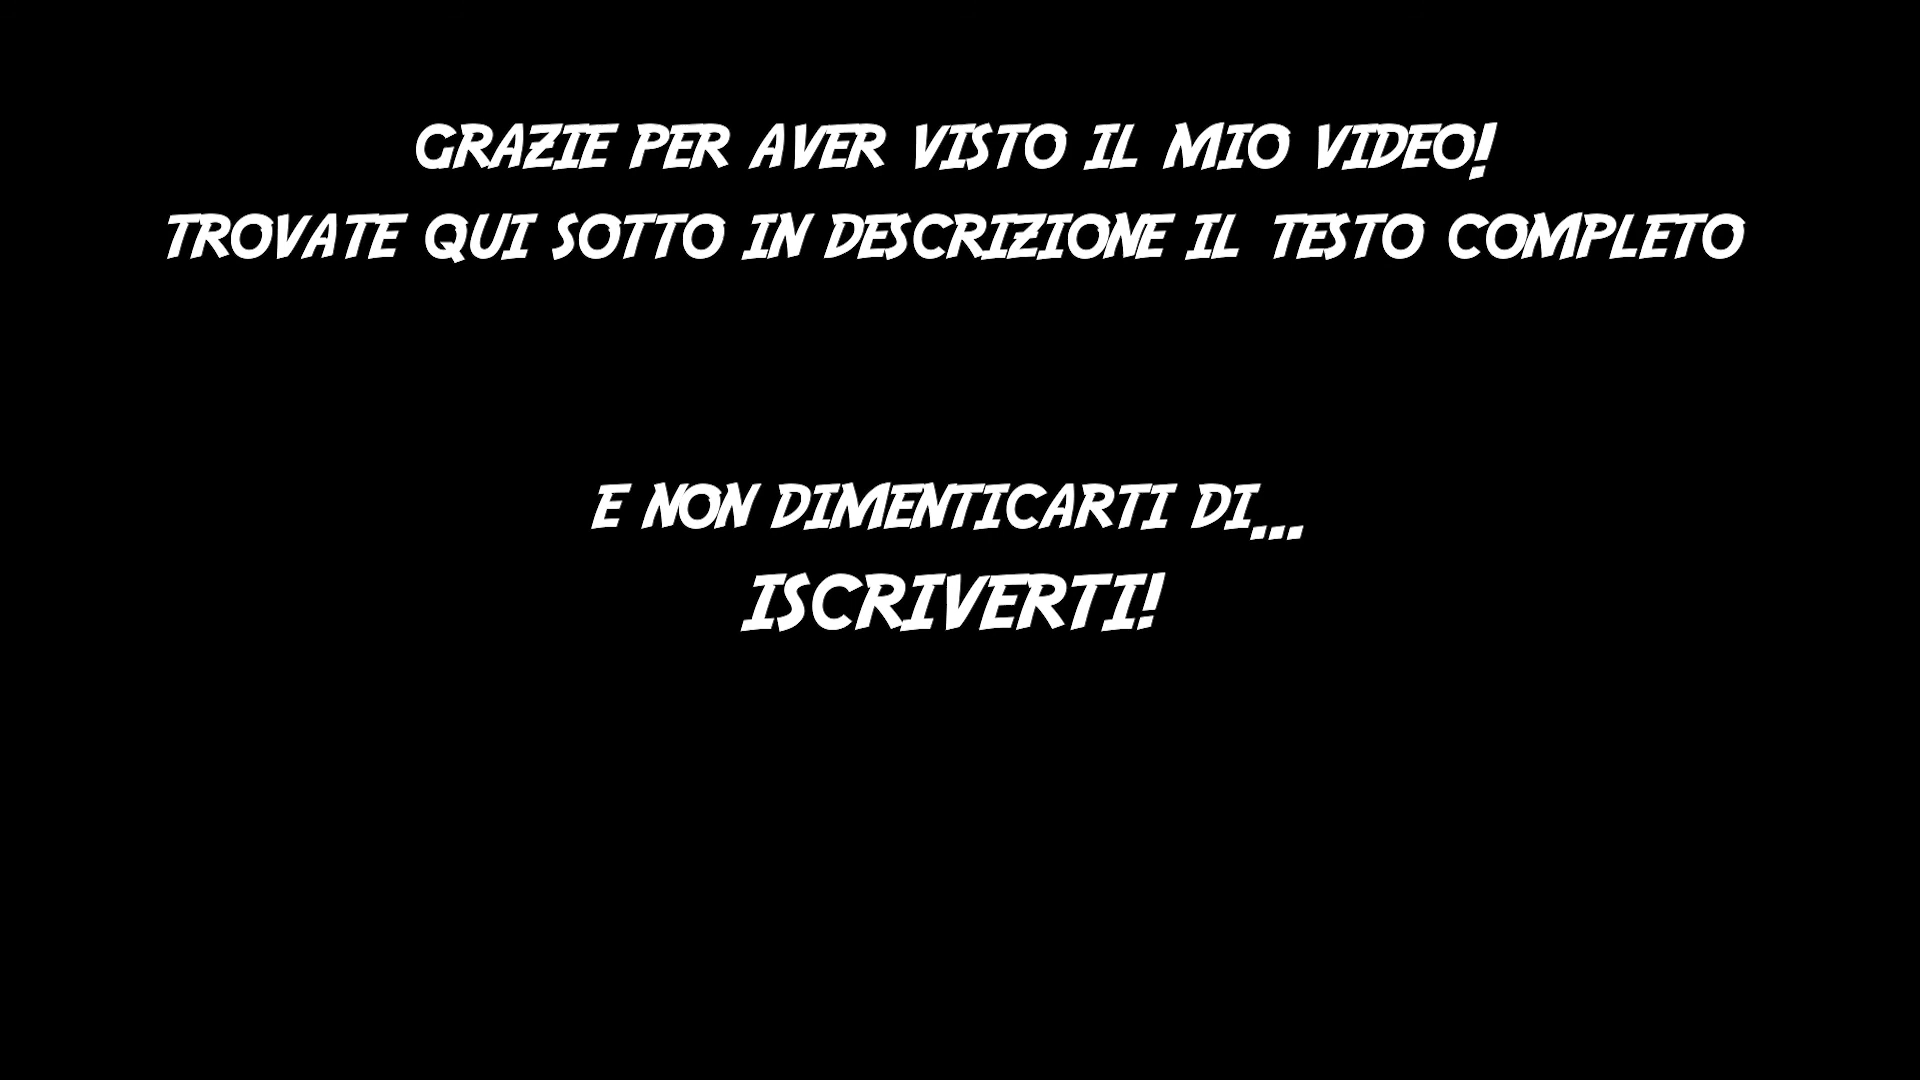 GRAZIE PER AVER VISTO IL MIO VIDEO!
TROVATE QUI SOTTO IN DESCRIZIONE IL TESTO COMPLETO
E NON DIMENTICARTI DI...
ISCRIVERTI!